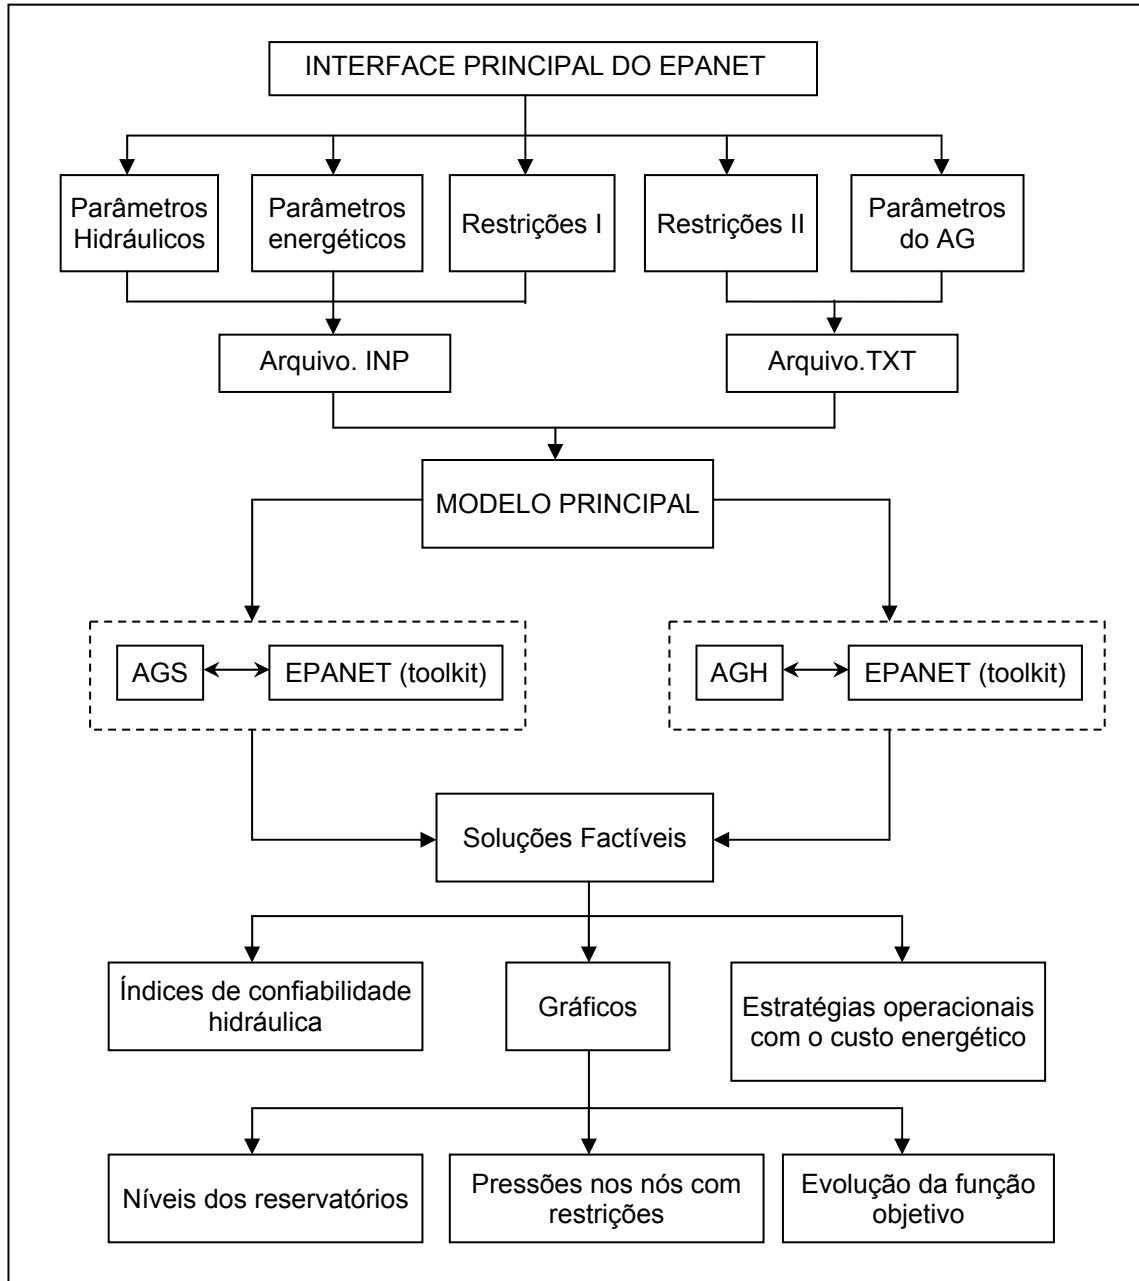 INTERFACE PRINCIPAL DO EPANET
Parâmetros
Hidráulicos
Parâmetros
energéticos
Restrições I
Restrições II
Parâmetros
do AG
Arquivo. INP
Arquivo.TXT
MODELO PRINCIPAL
AGS
EPANET (toolkit)
AGH
EPANET (toolkit)
Soluções Factíveis
Índices de confiabilidade
hidráulica
Gráficos
Estratégias operacionais
com o custo energético
Níveis dos reservatórios
Pressões nos nós com
restrições
Evolução da função
objetivo